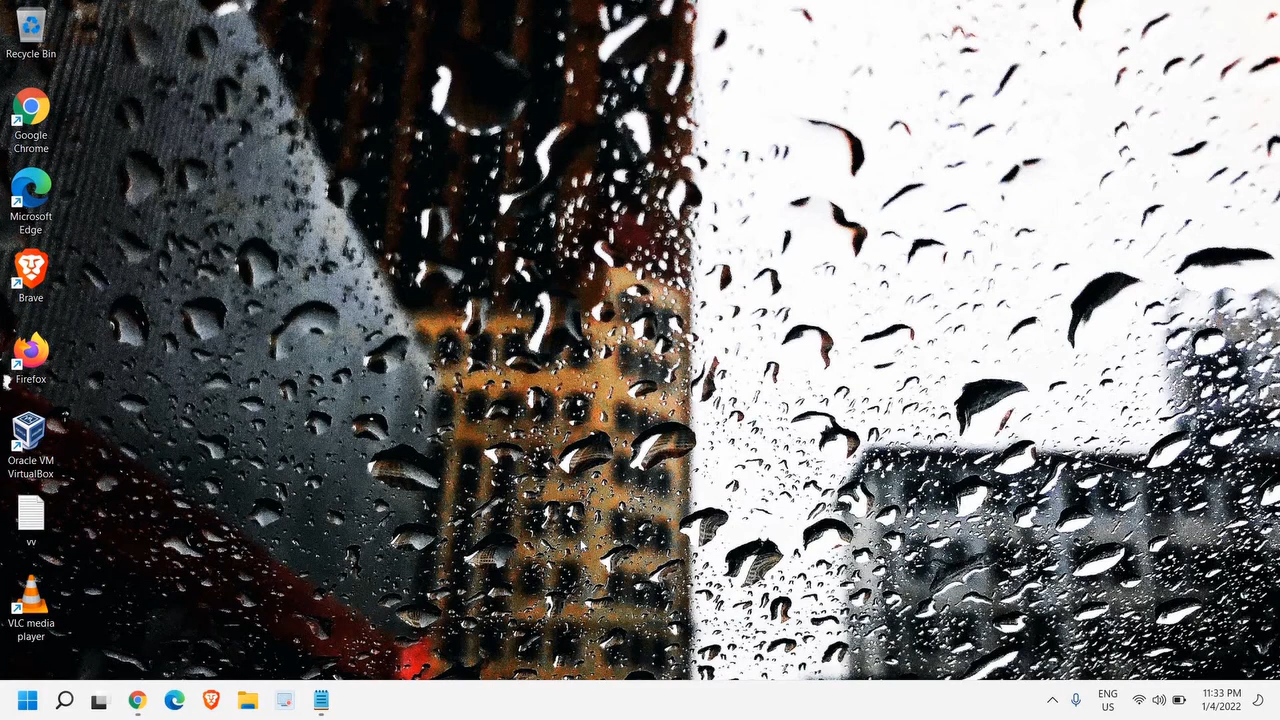 Recycle Bin
Google
Chrome
Microsoft
Edge
Brave
Firefox
Oracle VM
VirtualBox
vv
VLC media
player
ENG
US
11:33 PM
1/4/2022